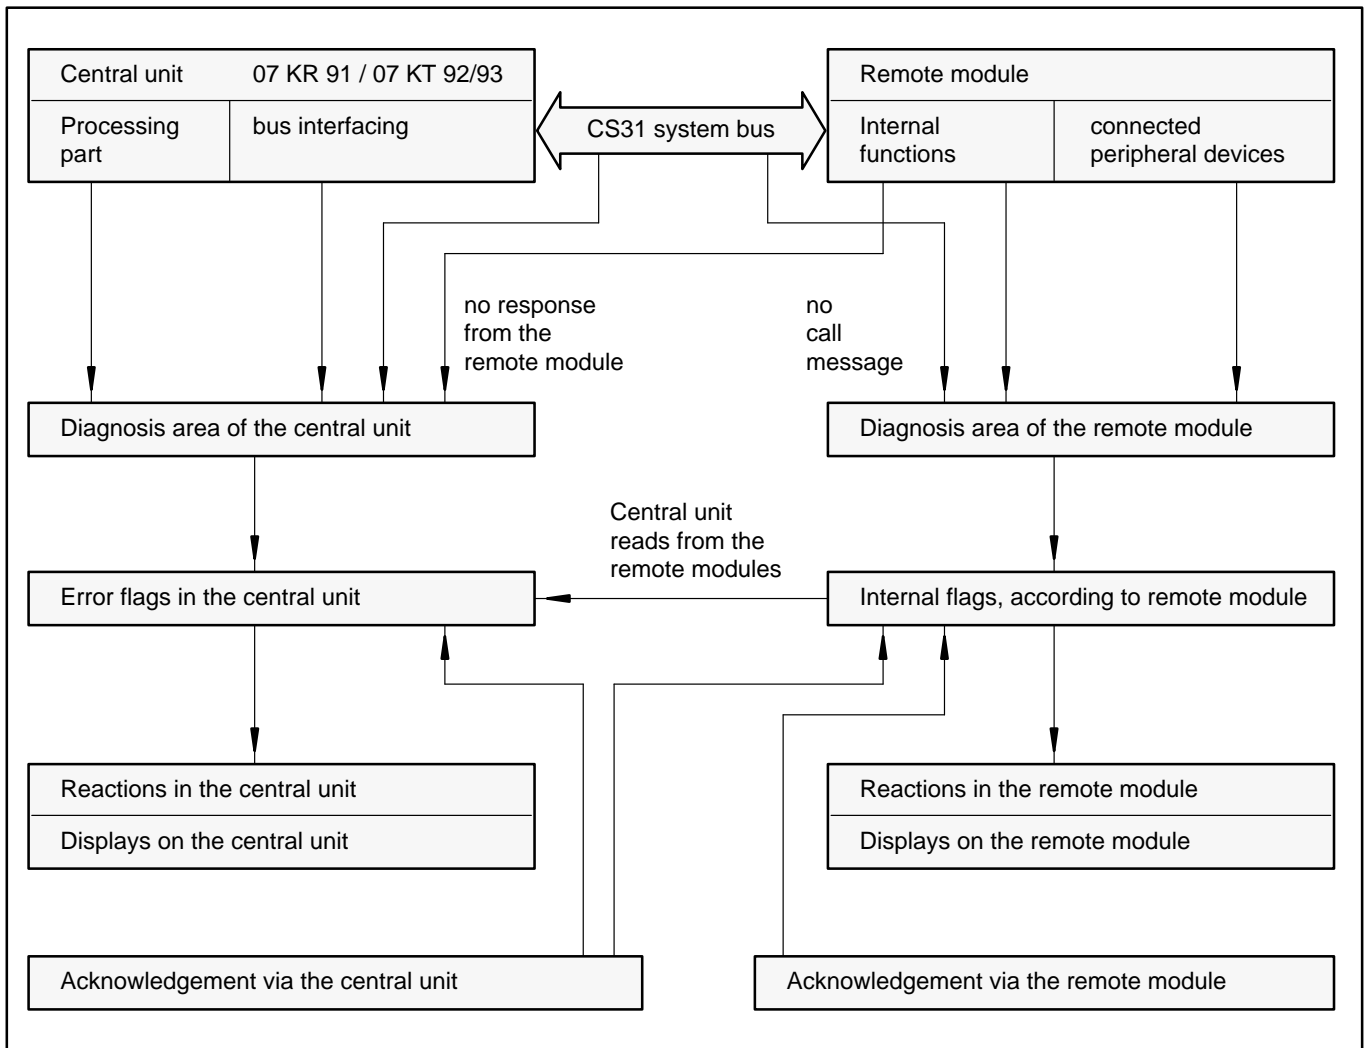 Central unit 07 KR 91 / 07 KT 92/93
Processing
part
bus interfacing
CS31 system bus
Remote module
Internal
functions
connected
peripheral devices
no response
from the
remote module
no
call
message
Diagnosis area of the central unit
Diagnosis area of the remote module
Central unit
reads from the
remote modules
Error flags in the central unit
Internal flags, according to remote module
Reactions in the central unit
Displays on the central unit
Reactions in the remote module
Displays on the remote module
Acknowledgement via the central unit
Acknowledgement via the remote module